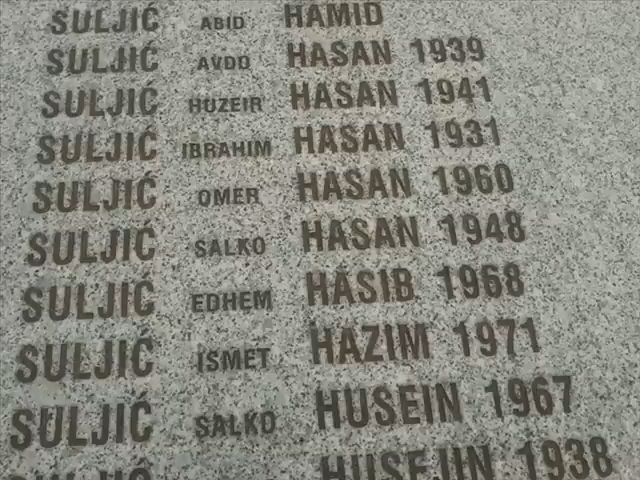 SULJIĆ ABID HAMID
SULJIĆ AVDO HASAN 1939
SULJIĆ HUZEIR HASAN 1941
SULJIĆ IBRAHIM HASAN 1931
SULJIĆ OMER HASAN 1960
SULJIĆ SALKO HASAN 1948
SULJIĆ EDHEM HASIB 1968
SULJIĆ ISMET HAZIM 1971
SULJIĆ SALKO HUSEIN 1967
HUSEJIN 1938